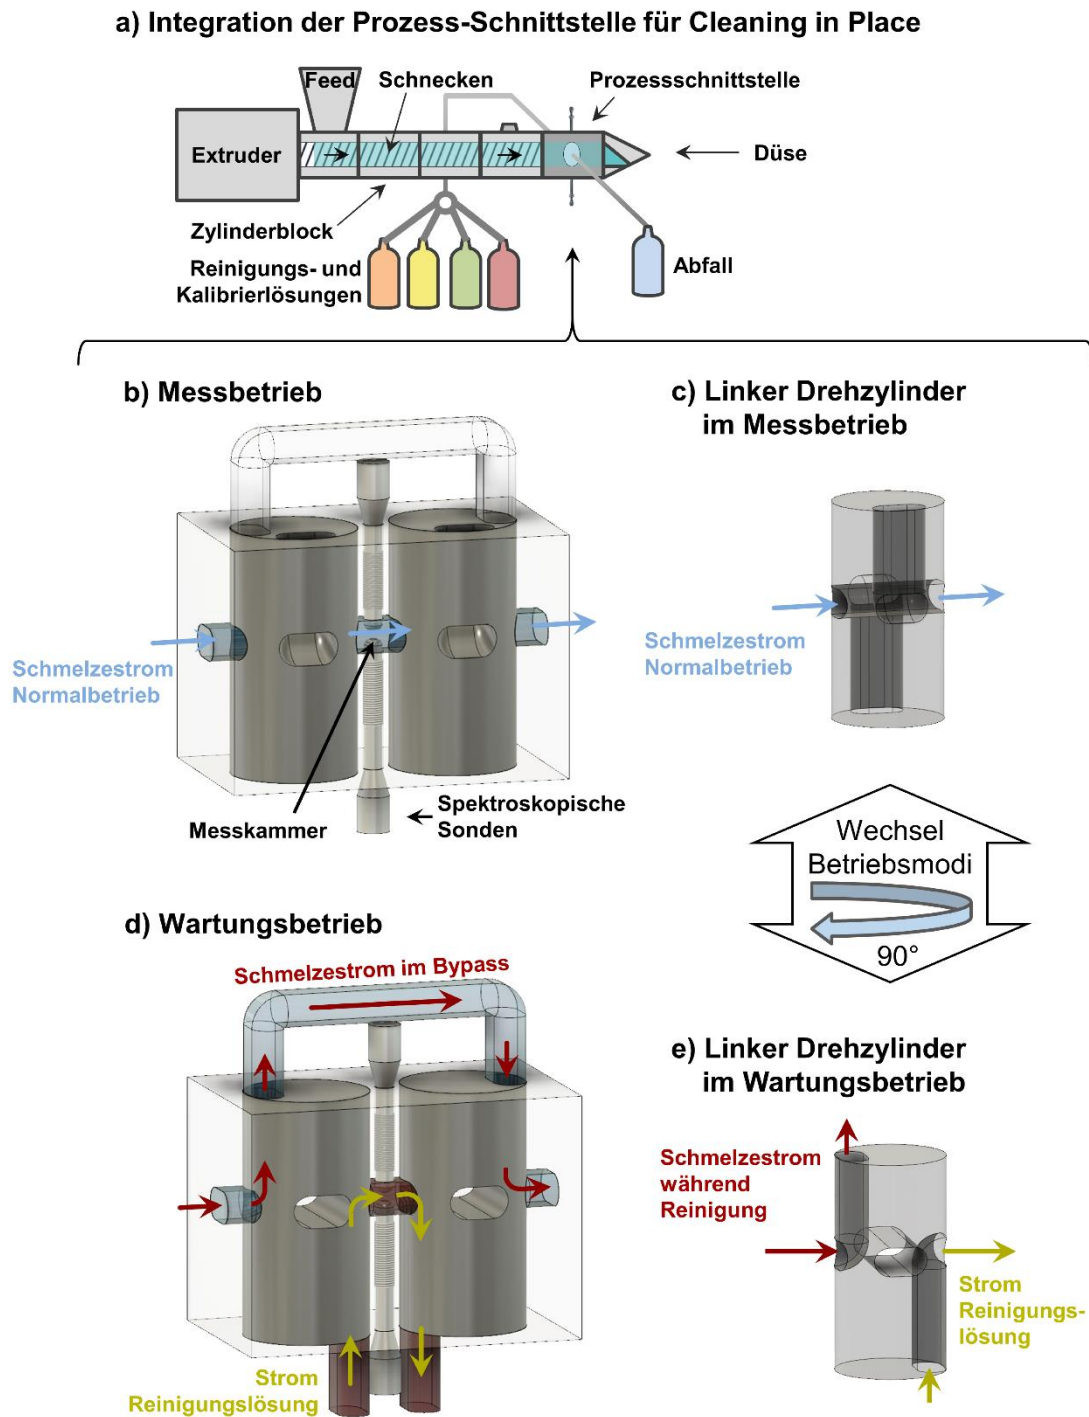 a) Integration der Prozess-Schnittstelle für Cleaning in Place
Feed
Schnecken
Prozessschnittstelle
Extruder
Düse
Zylinderblock
Reinigungs- und
Kalibrierlösungen
Abfall
b) Messbetrieb
Schmelzestrom
Normalbetrieb
Messkammer
Spektroskopische
Sonden
c) Linker Drehzylinder
im Messbetrieb
Schmelzestrom
Normalbetrieb
Wechsel
Betriebsmodi
90°
d) Wartungsbetrieb
Schmelzestrom im Bypass
Strom
Reinigungslösung
e) Linker Drehzylinder
im Wartungsbetrieb
Schmelzestrom
während
Reinigung
Strom
Reinigungs-
lösung